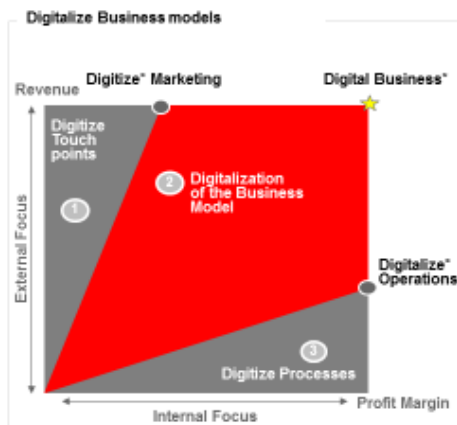 Digitalize Business models
Digitize* Marketing
Digital Business*
Revenue
Digitize
Touch
points
2
Digitalization
of the Business
Model
1
External Focus
Digitalize*
Operations
3
Digitize Processes
Profit Margin
Internal Focus